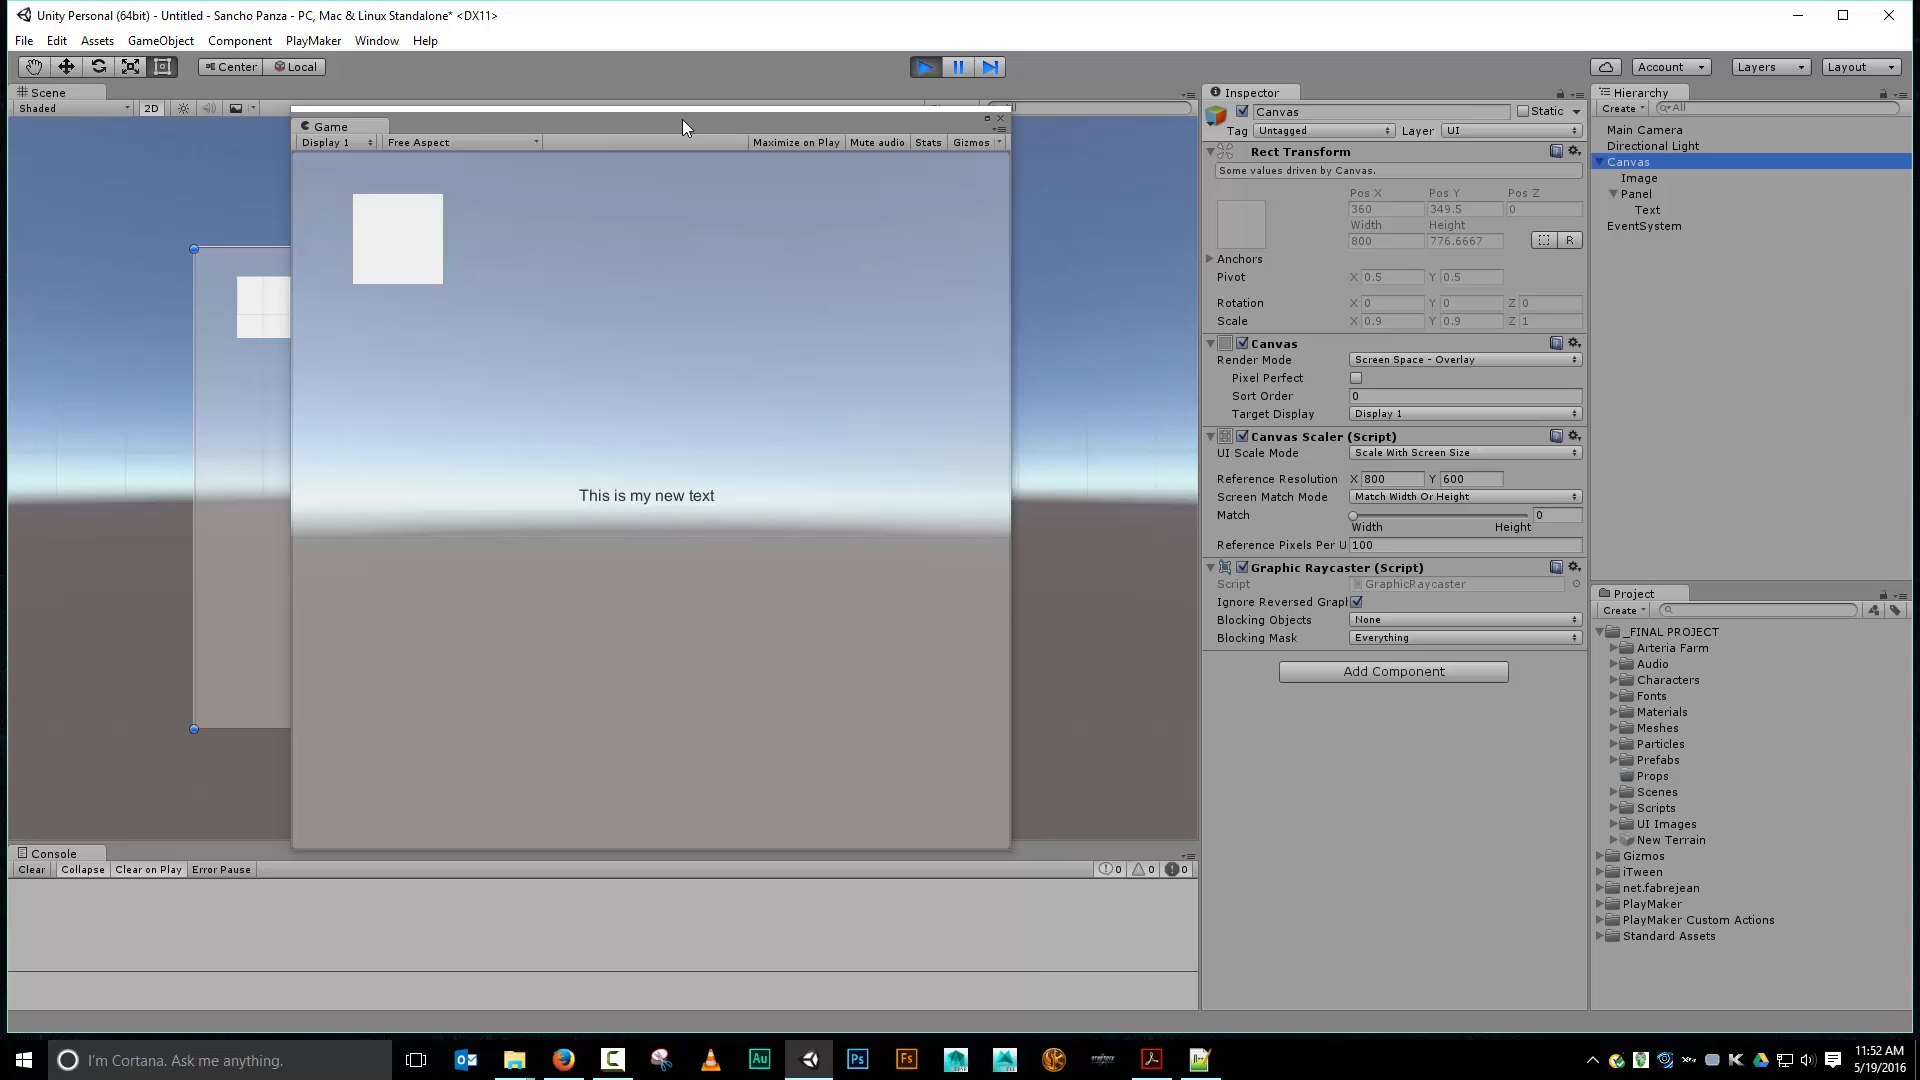 Unity Personal (64bit) - Untitled - Sancho Panza - PC, Mac & Linux Standalone* <DX11>
File Edit Assets GameObject Component PlayMaker Window Help
Center Local
Account Layers Layout
Scene
Shaded 2D
Game
Display 1 Free Aspect Maximize on Play Mute audio Stats Gizmos
This is my new text
Console
Clear Collapse Clear on Play Error Pause 0 0 0
Inspector
Canvas Static
Tag Untagged Layer UI
Rect Transform
Some values driven by Canvas.
Pos X Pos Y Pos Z
360 349.5 0
Width Height
800 776.6667
R
Anchors
Pivot X 0.5 Y 0.5
Rotation X 0 Y 0 Z 0
Scale X 0.9 Y 0.9 Z 1
Canvas
Render Mode Screen Space - Overlay
Pixel Perfect
Sort Order 0
Target Display Display 1
Canvas Scaler (Script)
UI Scale Mode Scale With Screen Size
Reference Resolution X 800 Y 600
Screen Match Mode Match Width Or Height
Match 0
Width Height
Reference Pixels Per U 100
Graphic Raycaster (Script)
Script GraphicRaycaster
Ignore Reversed Graph
Blocking Objects None
Blocking Mask Everything
Add Component
Hierarchy
Create All
Main Camera
Directional Light
Canvas
Image
Panel
Text
EventSystem
Project
Create
_FINAL PROJECT
Arteria Farm
Audio
Characters
Fonts
Materials
Meshes
Particles
Prefabs
Props
Scenes
Scripts
UI Images
New Terrain
Gizmos
iTween
net.fabrejean
PlayMaker
PlayMaker Custom Actions
Standard Assets
I'm Cortana. Ask me anything.
Au Ps Fs
11:52 AM
5/19/2016